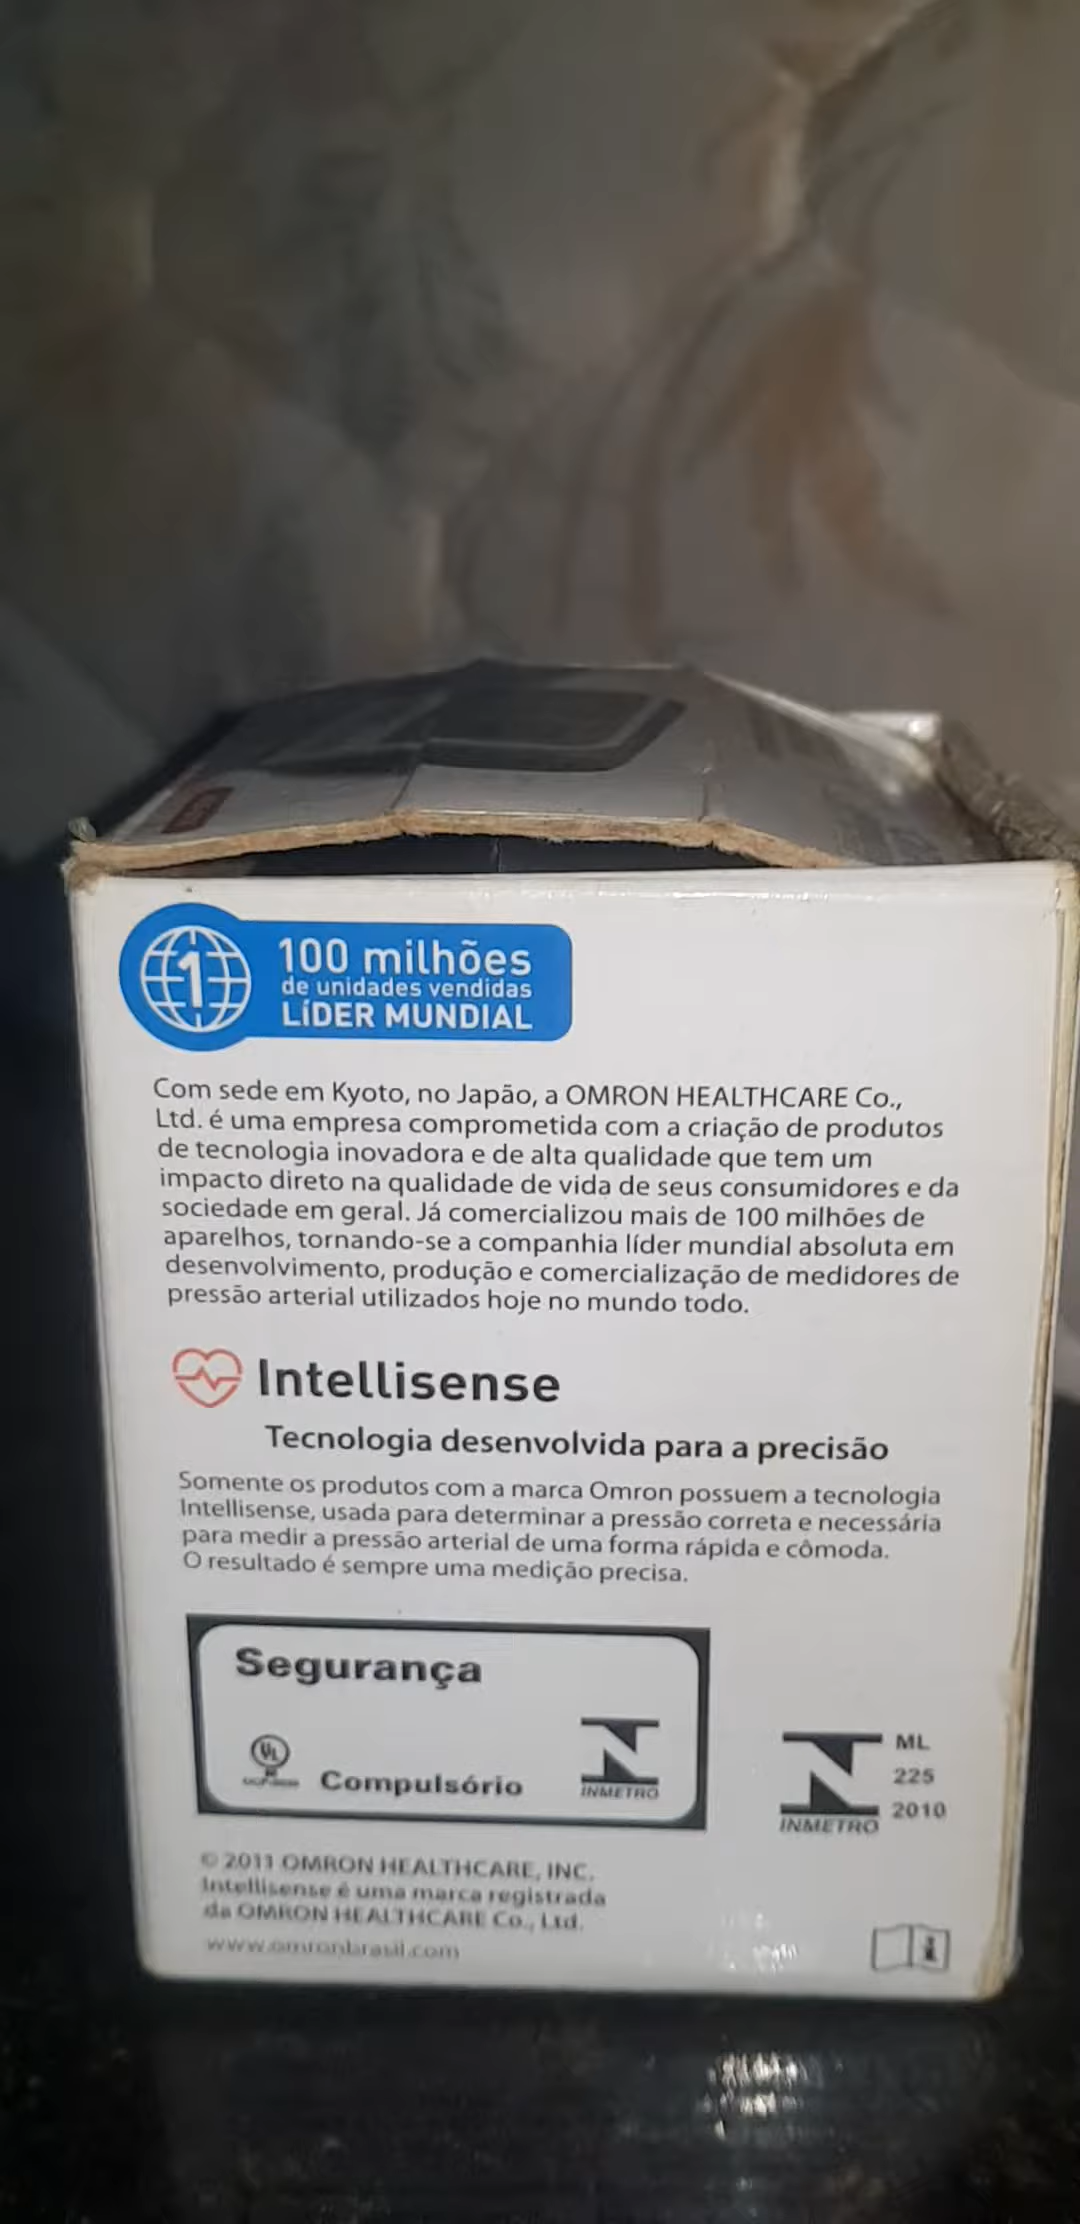 1
100 milhões
de unidades vendidas
LíDER MUNDIAL
Com sede em Kyoto, no Japão, a OMRON HEALTHCARE Co.,
Ltd. é uma empresa comprometida com a criação de produtos
de tecnologia inovadora e de alta qualidade que tem um
impacto direto na qualidade de vida de seus consumidores e da
sociedade em geral. Já comercializou mais de 100 milhões de
aparelhos, tornando-se a companhia líder mundial absoluta em
desenvolvimento, produção e comercialização de medidores de
pressão arterial utilizados hoje no mundo todo.
Intellisense
Tecnologia desenvolvida para a precisão
Somente os produtos com a marca Omron possuem a tecnologia
Intellisense, usada para determinar a pressão correta e necessária
para medir a pressão arterial de uma forma rápida e cômoda.
O resultado é sempre uma medição precisa.
Segurança
UL
Compulsório
INMETRO
INMETRO
ML
225
2010
© 2011 OMRON HEALTHCARE, INC.
Intellisense é uma marca registrada
da OMRON HEALTHCARE Co., Ltd.
www.omronbrasil.com